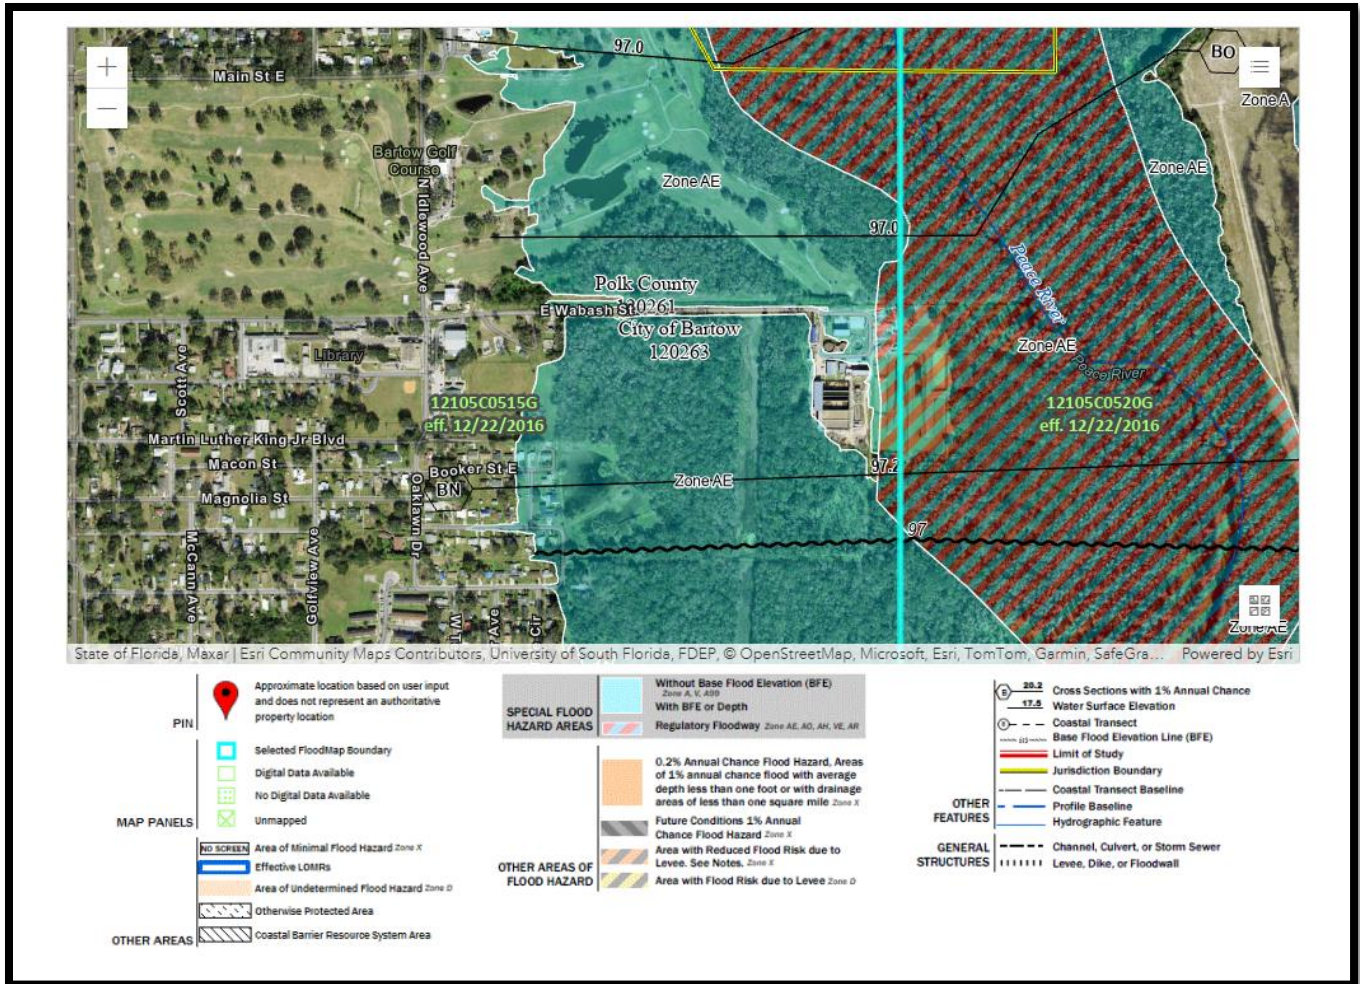 97.0
BO
Main St E
Zone A
Bartow Golf
Course
Zone AE
Zone AE
N Idlewood Ave
97.0
Peace River
Polk County
120261
E Wabash St
City of Bartow
120263
Library
Zone AE
Peace River
Scott Ave
12105C0515G
eff. 12/22/2016
12105C0520G
eff. 12/22/2016
Martin Luther King Jr Blvd
Macon St
Booker St E
97.2
BN
Zone AE
Magnolia St
Oaklawn Dr
97
McCann Ave
Golfview Ave
Cir
Zone AE
State of Florida, Maxar | Esri Community Maps Contributors, University of South Florida, FDEP, © OpenStreetMap, Microsoft, Esri, TomTom, Garmin, SafeGra... Powered by Esri
PIN
Approximate location based on user input
and does not represent an authoritative
property location
MAP PANELS
Selected FloodMap Boundary
Digital Data Available
No Digital Data Available
Unmapped
OTHER AREAS
NO SCREEN Area of Minimal Flood Hazard Zone X
Effective LOMRs
Area of Undetermined Flood Hazard Zone D
Otherwise Protected Area
Coastal Barrier Resource System Area
SPECIAL FLOOD
HAZARD AREAS
Without Base Flood Elevation (BFE)
Zone A, V, A99
With BFE or Depth
Regulatory Floodway Zone AE, AO, AH, VE, AR
OTHER AREAS OF
FLOOD HAZARD
0.2% Annual Chance Flood Hazard, Areas
of 1% annual chance flood with average
depth less than one foot or with drainage
areas of less than one square mile Zone X
Future Conditions 1% Annual
Chance Flood Hazard Zone X
Area with Reduced Flood Risk due to
Levee. See Notes. Zone X
Area with Flood Risk due to Levee Zone D
OTHER
FEATURES
20.2 Cross Sections with 1% Annual Chance
17.5 Water Surface Elevation
Coastal Transect
Base Flood Elevation Line (BFE)
Limit of Study
Jurisdiction Boundary
Coastal Transect Baseline
Profile Baseline
Hydrographic Feature
GENERAL
STRUCTURES
Channel, Culvert, or Storm Sewer
Levee, Dike, or Floodwall